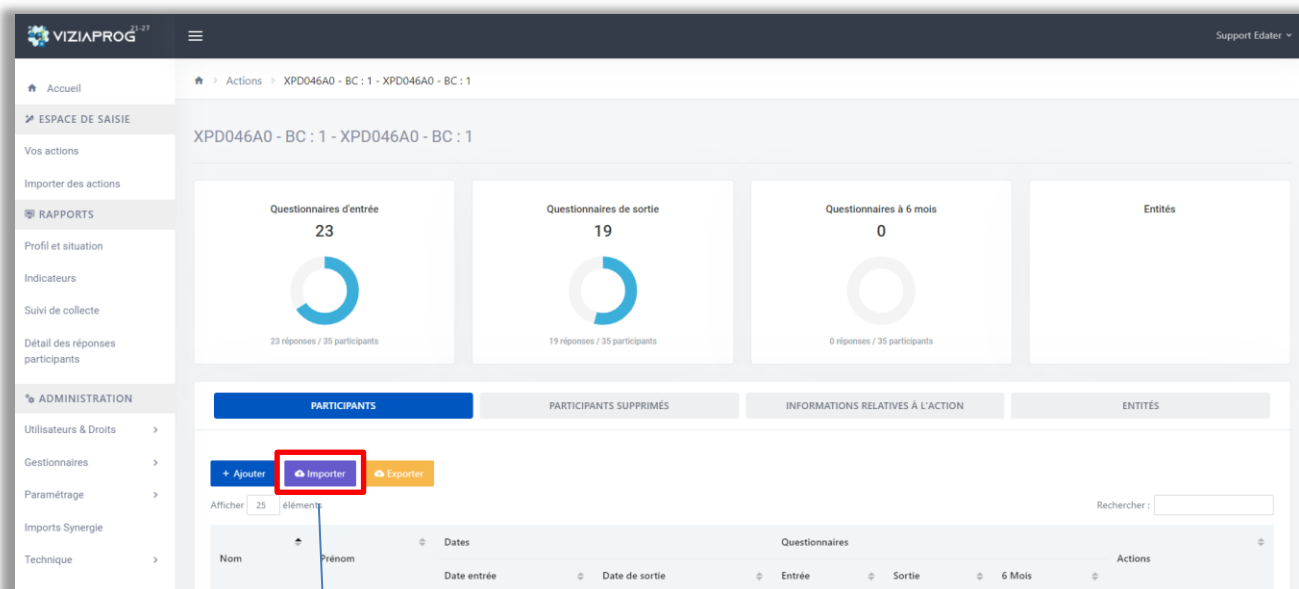 VIZIAPROG 21-27
Support Edater
Actions > XPD046A0 - BC : 1 - XPD046A0 - BC : 1
Accueil
ESPACE DE SAISIE
Vos actions
Importer des actions
RAPPORTS
Profil et situation
Indicateurs
Suivi de collecte
Détail des réponses
participants
ADMINISTRATION
Utilisateurs & Droits >
Gestionnaires >
Paramétrage >
Imports Synergie
Technique >
XPD046A0 - BC : 1 - XPD046A0 - BC : 1
Questionnaires d'entrée
23
23 réponses / 35 participants
Questionnaires de sortie
19
19 réponses / 35 participants
Questionnaires à 6 mois
0
0 réponses / 35 participants
Entités
PARTICIPANTS PARTICIPANTS SUPPRIMÉS INFORMATIONS RELATIVES À L'ACTION ENTITÉS
+ Ajouter Importer Exporter
Afficher 25 éléments Rechercher :
Nom Prénom Dates Questionnaires Actions
Date entrée Date de sortie Entrée Sortie 6 Mois